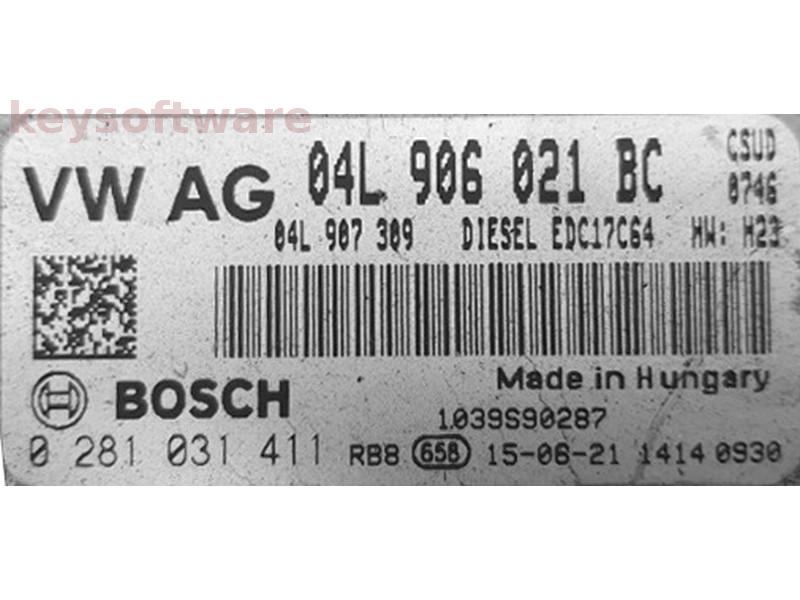 keysoftware
VW AG 04L 906 021 BC CSUD 0746
04L 907 309 DIESEL EDC17C64 HW: H23
Made in Hungary
BOSCH 1039S90287
0 281 031 411 RB8 658 15-06-21 1414 0930